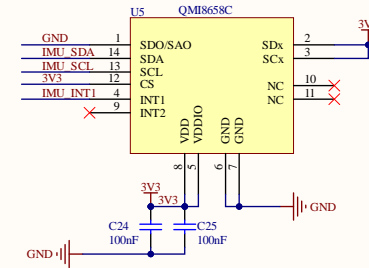 U5 QMI8658C
GND 1 SDO/SAO SDx 2 3V
IMU_SDA 14 SDA SCx 3
IMU_SCL 13 SCL
3V3 12 CS NC 10
IMU_INT1 4 INT1 NC 11
9 INT2
VDD VDDIO GND GND
8 5 6 7
3V3
3V3
GND
C24 C25
100nF 100nF
GND